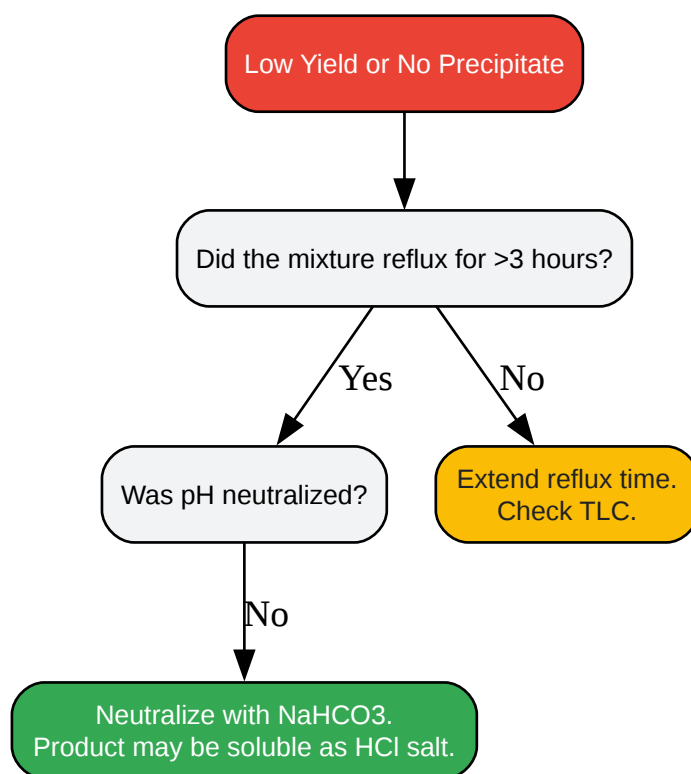 Low Yield or No Precipitate
Did the mixture reflux for >3 hours?
Yes
No
Was pH neutralized?
Extend reflux time.
Check TLC.
No
Neutralize with NaHCO3.
Product may be soluble as HCl salt.